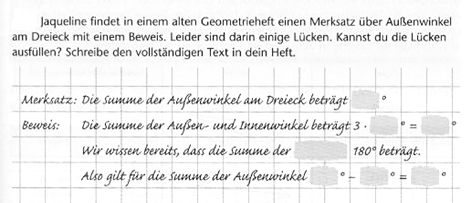 Jaqueline findet in einem alten Geometrieheft einen Merksatz über Außenwinkel
am Dreieck mit einem Beweis. Leider sind darin einige Lücken. Kannst du die Lücken
ausfüllen? Schreibe den vollständigen Text in dein Heft.
Merksatz: Die Summe der Außenwinkel am Dreieck beträgt °
Beweis: Die Summe der Außen- und Innenwinkel beträgt 3 · ° = °
Wir wissen bereits, dass die Summe der 180° beträgt.
Also gilt für die Summe der Außenwinkel ° – ° = °